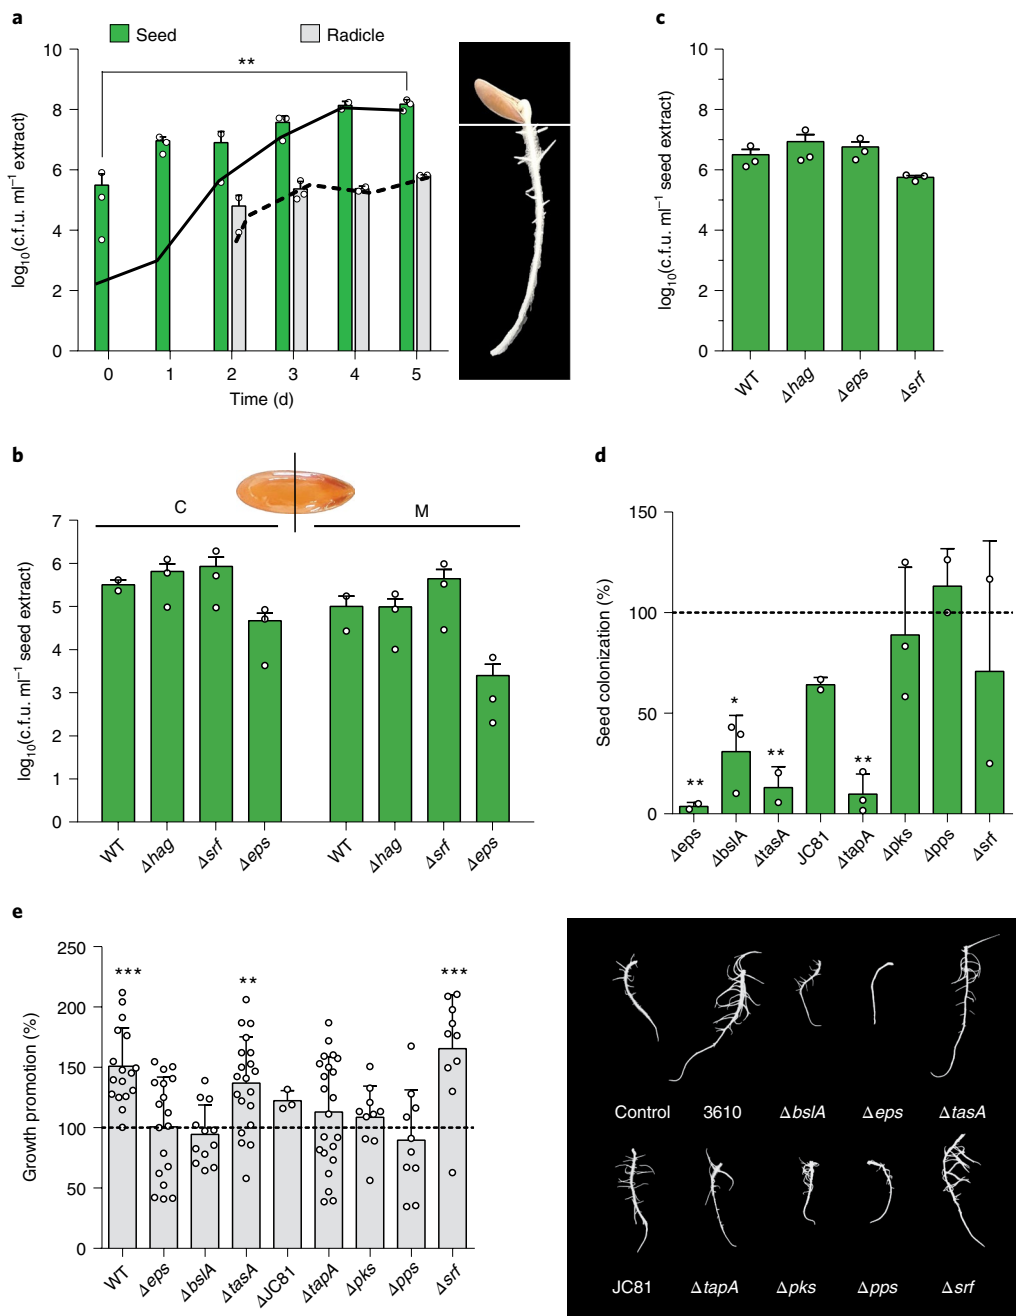 a
Seed
Radicle
**
10
8
6
4
2
0
log10(c.f.u. ml−1 extract)
0 1 2 3 4 5
Time (d)
c
10
8
6
4
2
0
log10(c.f.u. ml−1 seed extract)
WT Δhag Δeps Δsrf
b
C M
7
6
5
4
3
2
1
0
log10(c.f.u. ml−1 seed extract)
WT Δhag Δsrf Δeps WT Δhag Δsrf Δeps
d
150
100
50
0
Seed colonization (%)
** * ** **
Δeps ΔbslA ΔtasA JC81 ΔtapA Δpks Δpps Δsrf
e
250
200
150
100
50
0
Growth promotion (%)
*** ** ***
WT Δeps ΔbslA ΔtasA ΔJC81 ΔtapA Δpks Δpps Δsrf
Control 3610 ΔbslA Δeps ΔtasA
JC81 ΔtapA Δpks Δpps Δsrf